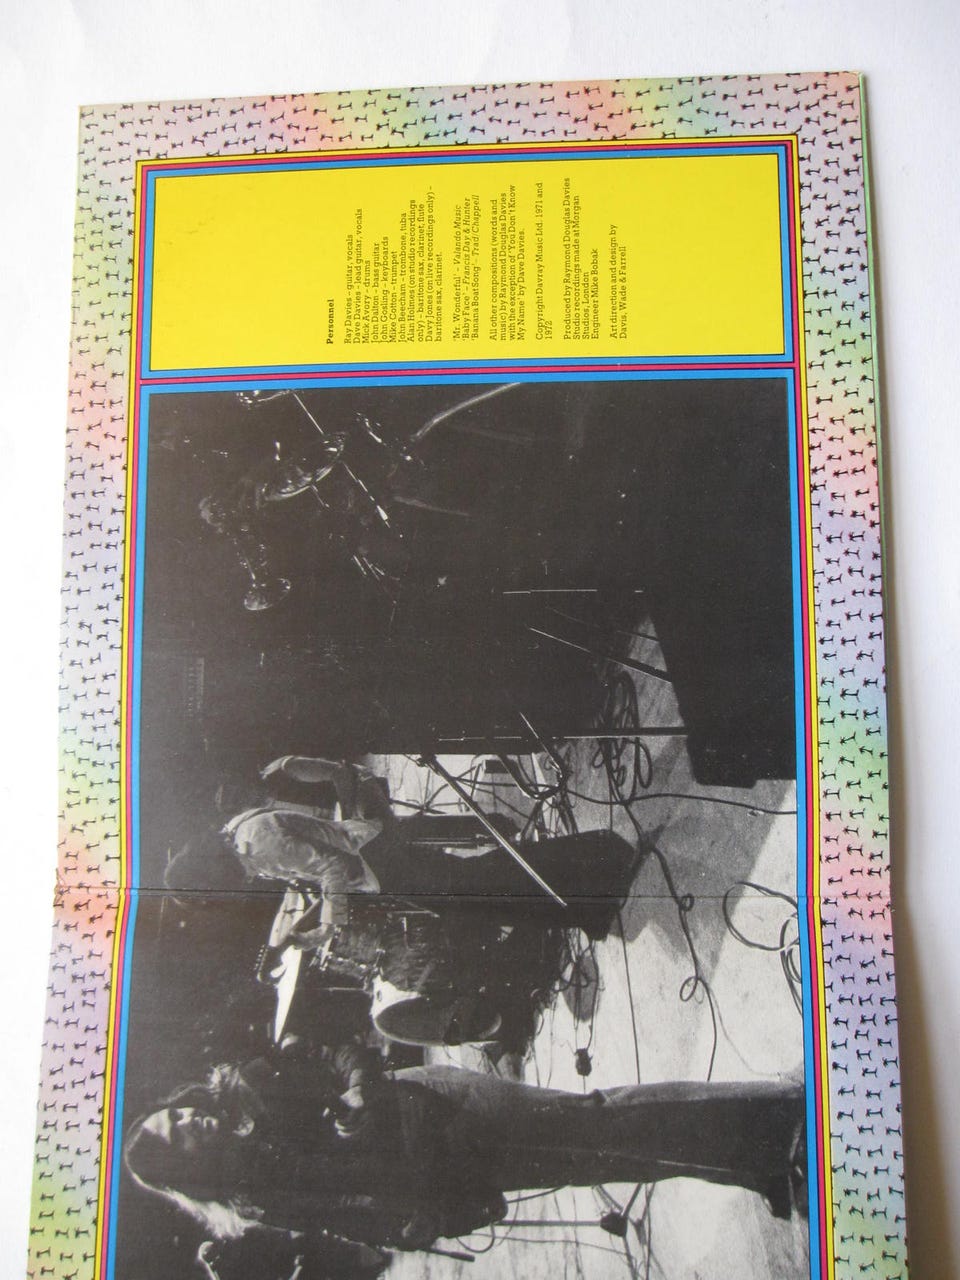 Personnel
Ray Davies – guitar, vocals
Dave Davies – lead guitar, vocals
Mick Avory – drums
John Dalton – bass guitar
John Gosling – keyboards
Mike Cotton – trumpet
John Beecham – trombone, tuba
Alan Holmes (on studio recordings
only) – baritone sax, clarinet, flute
Davy Jones (on live recordings only) –
baritone sax, clarinet.
'Mr. Wonderful' – Valando Music
'Baby Face' – Francis Day & Hunter
'Banana Boat Song' – Trad/Chappell
All other compositions (words and
music) by Raymond Douglas Davies
with the exception of 'You Don't Know
My Name' by Dave Davies.
Copyright Davray Music Ltd. 1971 and
1972
Produced by Raymond Douglas Davies
Studio recordings made at Morgan
Studios, London
Engineer Mike Bobak
Art direction and design by
Davis, Wade & Farrell